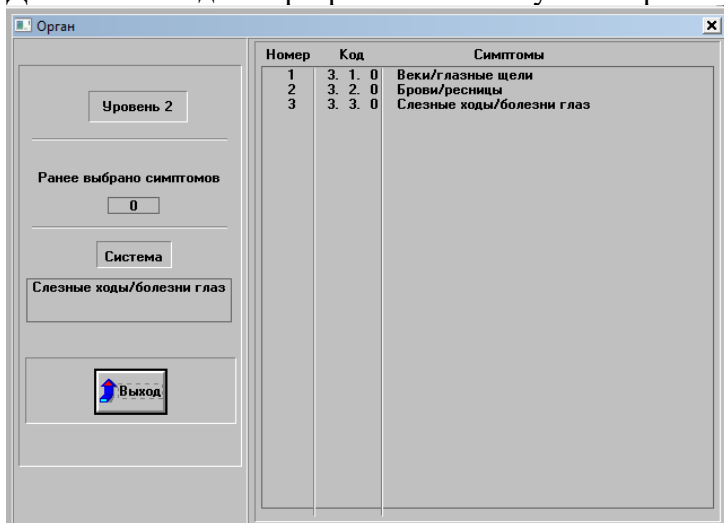 Орган
Уровень 2
Ранее выбрано симптомов
0
Система
Слезные ходы/болезни глаз
Выход
Номер Код Симптомы
1 3. 1. 0 Веки/глазные щели
2 3. 2. 0 Брови/ресницы
3 3. 3. 0 Слезные ходы/болезни глаз